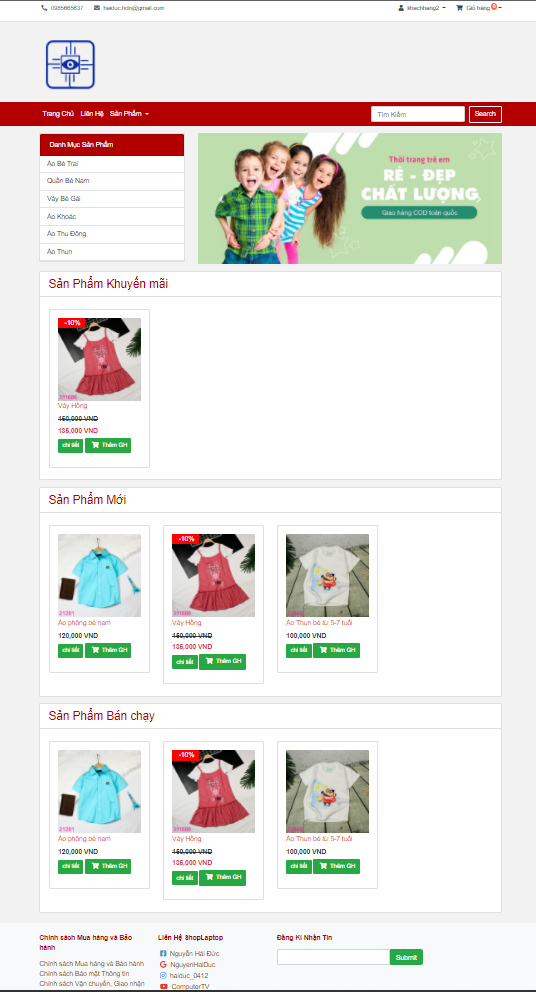 0985665637
haiduc.hdn@gmail.com
khachhang2
Giỏ hàng 0
Trang Chủ
Liên Hệ
Sản Phẩm
Tìm Kiếm
Search
Danh Mục Sản Phẩm
Áo Bé Trai
Quần Bé Nam
Váy Bé Gái
Áo Khoác
Áo Thu Đông
Áo Thun
Thời trang trẻ em
RẺ - ĐẸP
CHẤT LƯỢNG
Giao hàng COD toàn quốc
Sản Phẩm Khuyến mãi
-10%
311686
Váy Hồng
150,000 VND
135,000 VND
chi tiết
Thêm GH
Sản Phẩm Mới
21281
Áo phông bé nam
120,000 VND
chi tiết
Thêm GH
-10%
311686
Váy Hồng
150,000 VND
135,000 VND
chi tiết
Thêm GH
Áo Thun bé từ 5-7 tuổi
100,000 VND
chi tiết
Thêm GH
Sản Phẩm Bán chạy
21281
Áo phông bé nam
120,000 VND
chi tiết
Thêm GH
-10%
311686
Váy Hồng
150,000 VND
135,000 VND
chi tiết
Thêm GH
Áo Thun bé từ 5-7 tuổi
100,000 VND
chi tiết
Thêm GH
Chính sách Mua hàng và Bảo
hành
Chính sách Mua hàng và Bảo hành
Chính sách Bảo mật Thông tin
Chính sách Vận chuyển, Giao nhận
Liên Hệ ShopLaptop
Nguyễn Hải Đức
NguyenHaiDuc
haiduc_0412
ComputerTV
Đăng Kí Nhận Tin
Submit